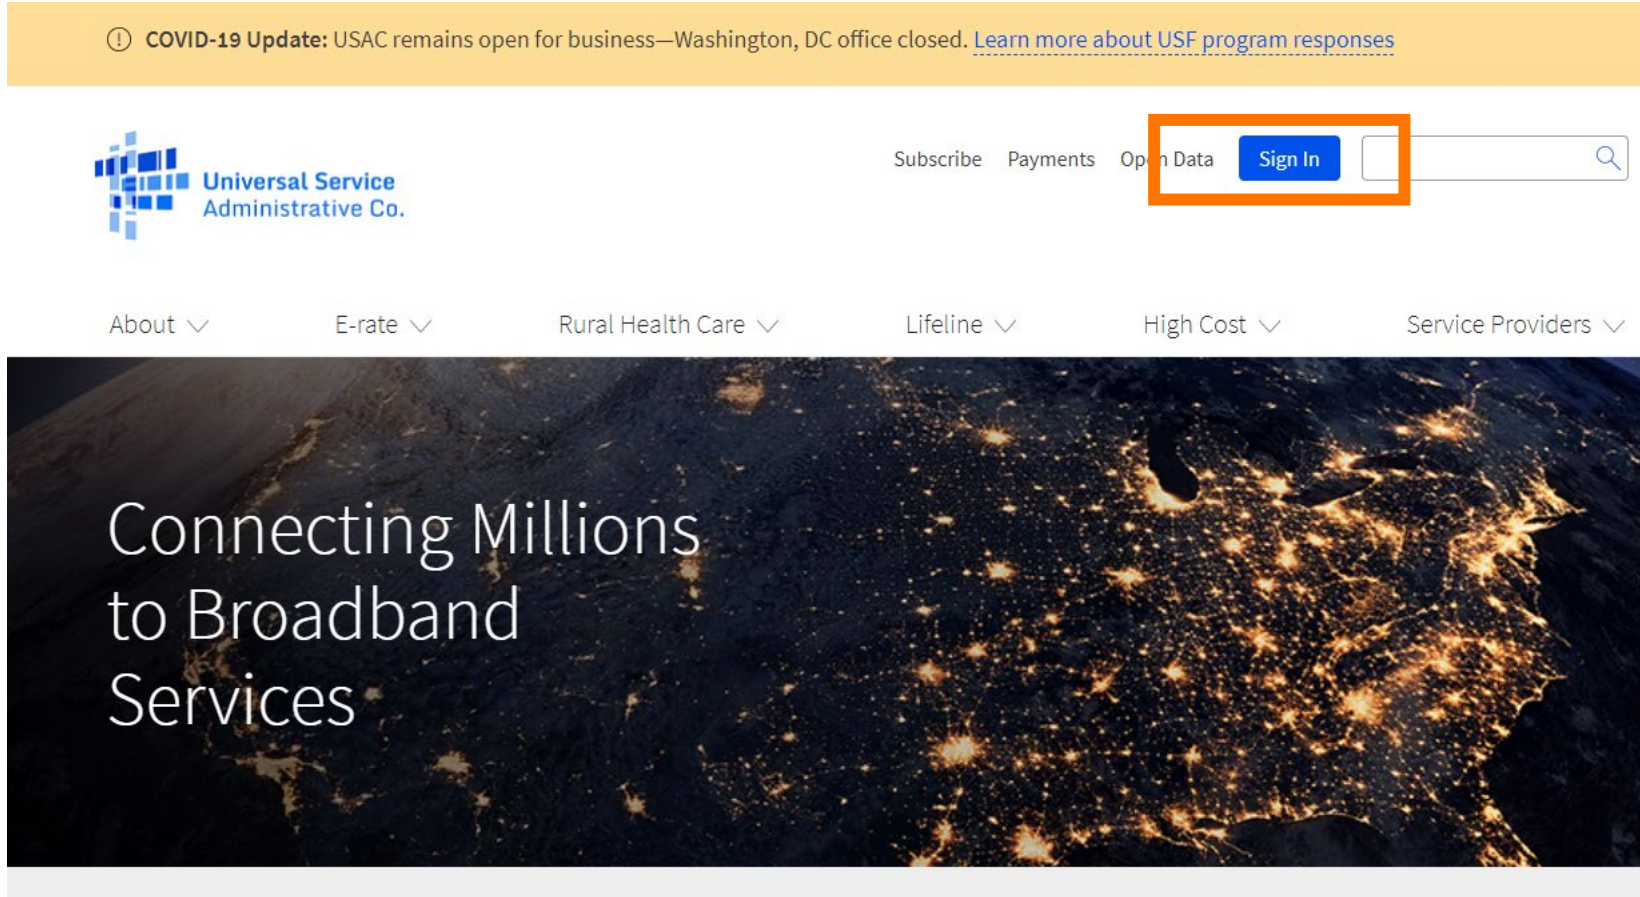 COVID-19 Update: USAC remains open for business—Washington, DC office closed. Learn more about USF program responses
Universal Service
Administrative Co.
Subscribe Payments Open Data Sign In
About E-rate Rural Health Care Lifeline High Cost Service Providers
Connecting Millions
to Broadband
Services